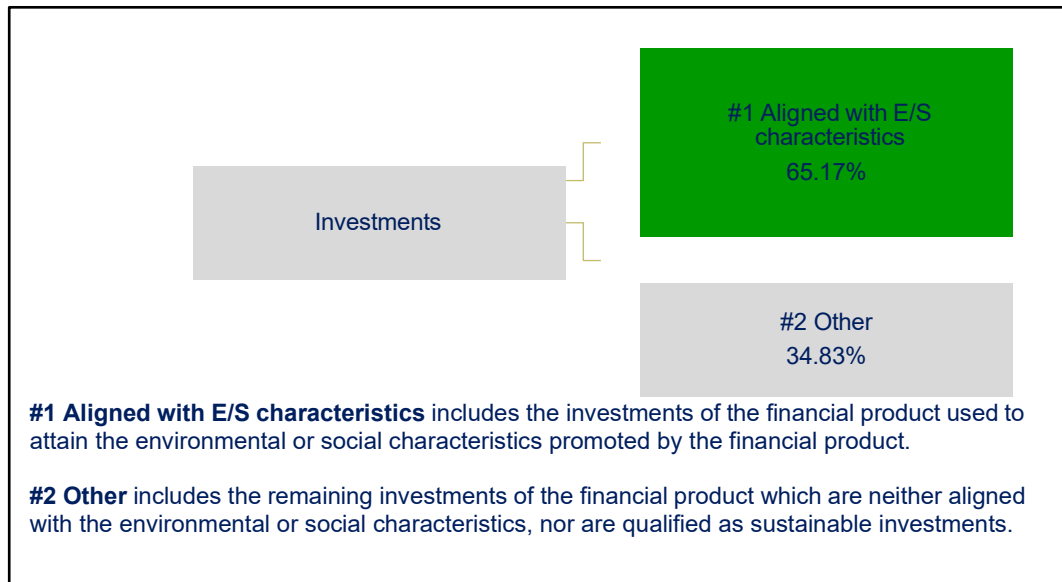 #1 Aligned with E/S
characteristics
65.17%
Investments
#2 Other
34.83%
#1 Aligned with E/S characteristics includes the investments of the financial product used to
attain the environmental or social characteristics promoted by the financial product.
#2 Other includes the remaining investments of the financial product which are neither aligned
with the environmental or social characteristics, nor are qualified as sustainable investments.